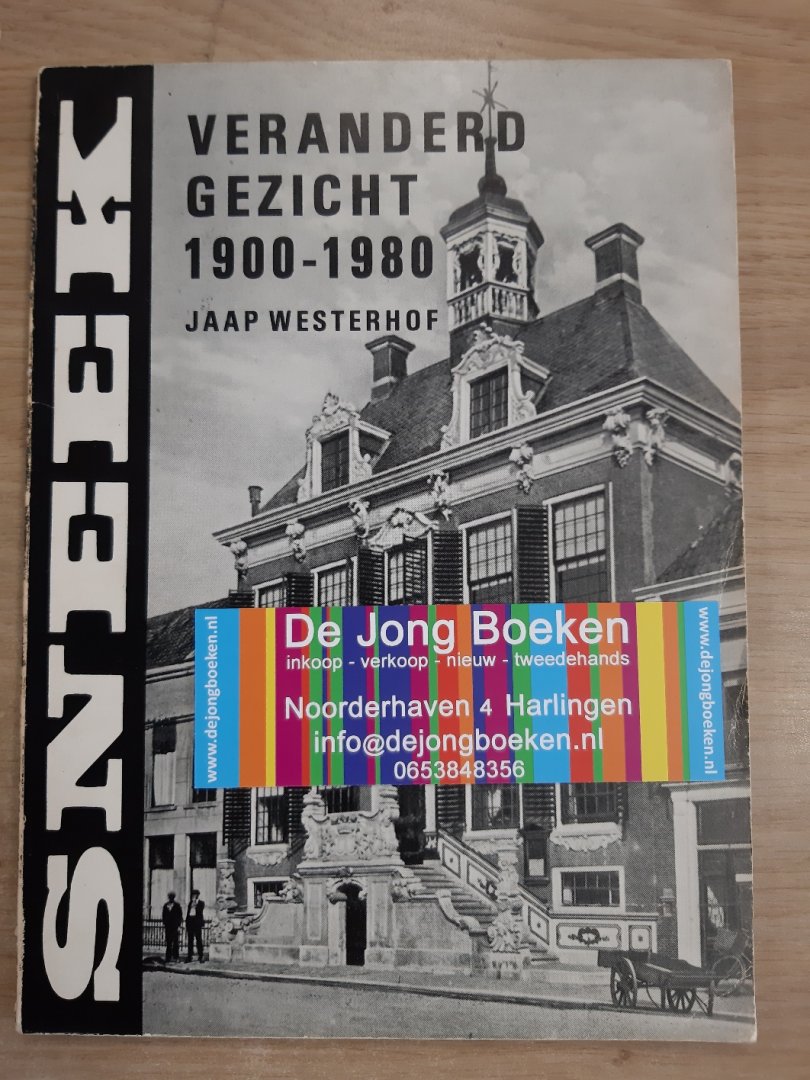 SNEEK
VERANDERD
GEZICHT
1900-1980
JAAP WESTERHOF
www.dejongboeken.nl
De Jong Boeken
inkoop - verkoop - nieuw - tweedehands
Noorderhaven 4 Harlingen
info@dejongboeken.nl
0653848356
www.dejongboeken.nl